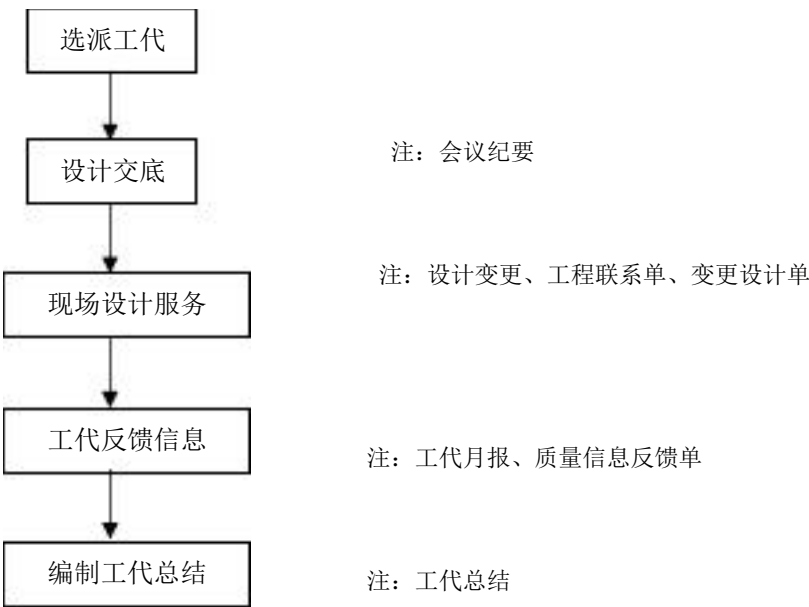 选派工代
设计交底
注：会议纪要
现场设计服务
注：设计变更、工程联系单、变更设计单
工代反馈信息
注：工代月报、质量信息反馈单
编制工代总结
注：工代总结